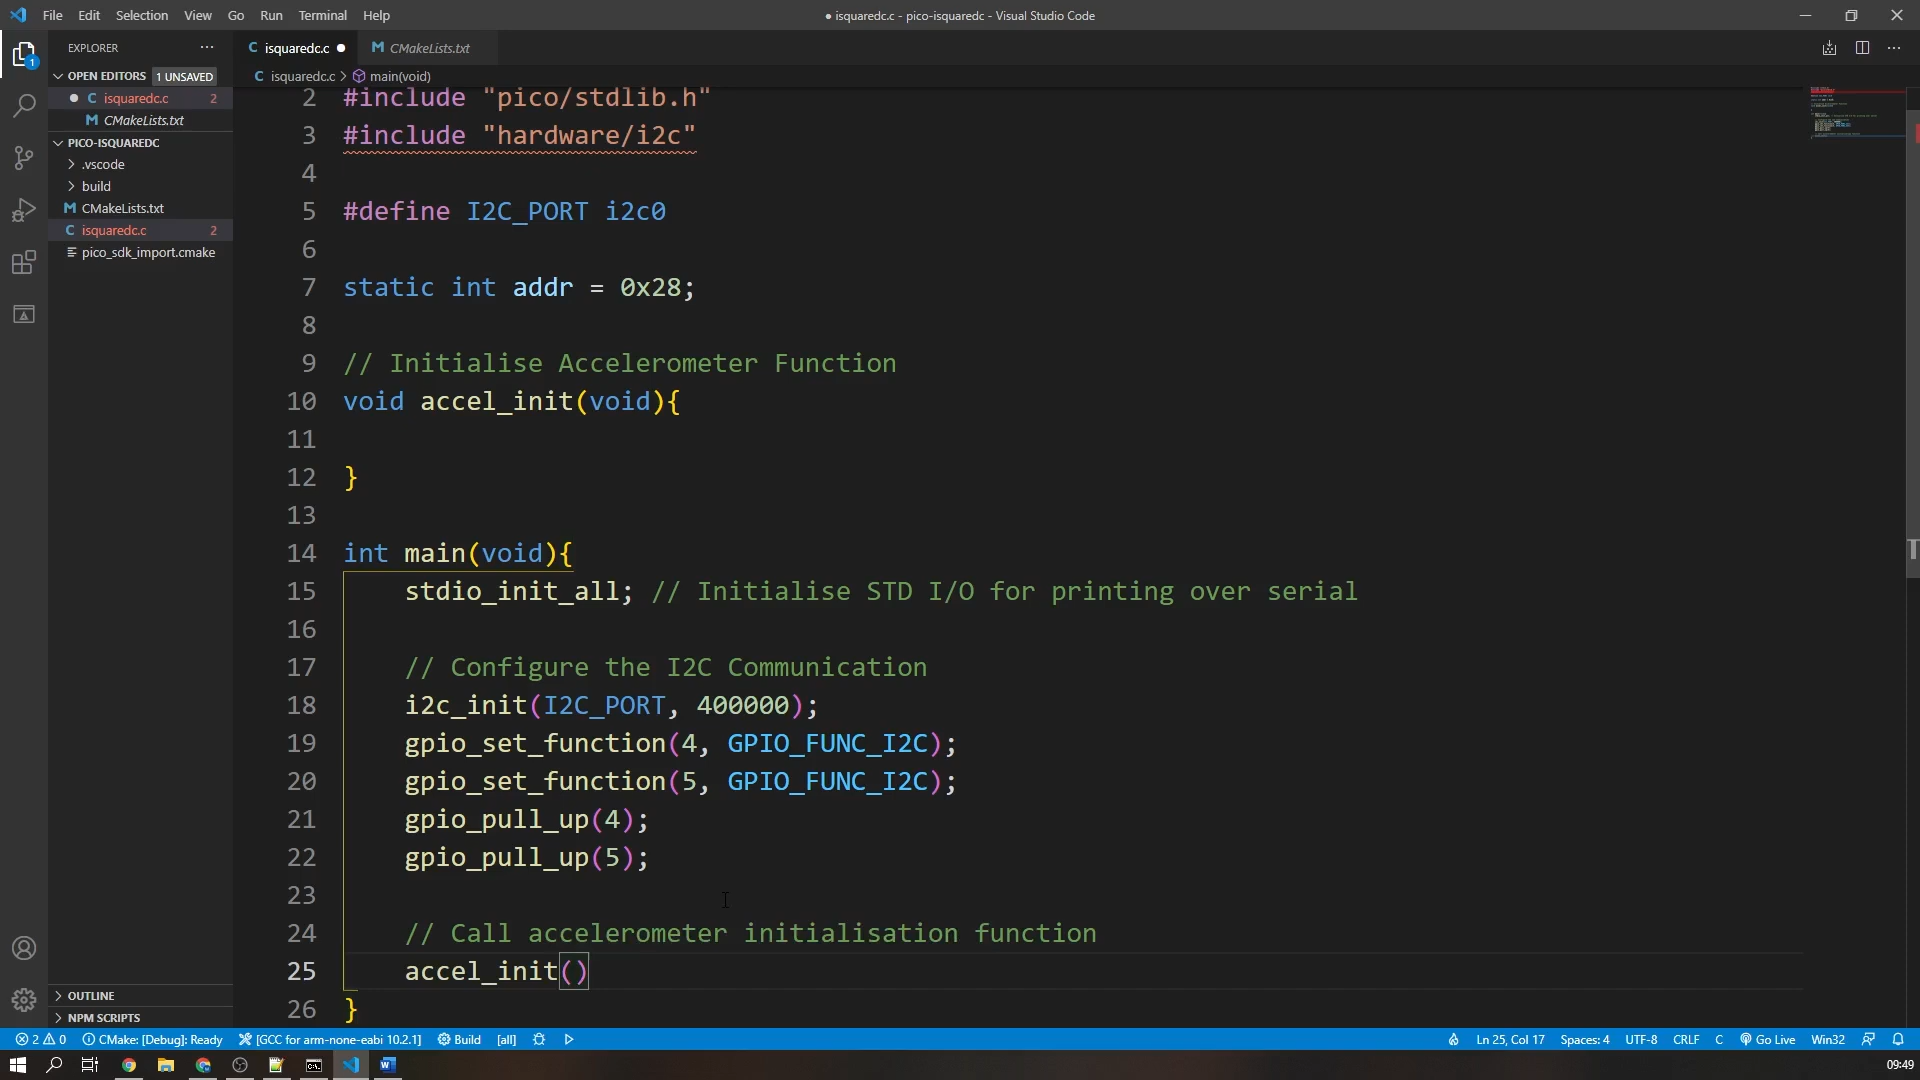 File Edit Selection View Go Run Terminal Help
● isquaredc.c - pico-isquaredc - Visual Studio Code
EXPLORER
C isquaredc.c
CMakeLists.txt
OPEN EDITORS 1 UNSAVED
C isquaredc.c 2
CMakeLists.txt
PICO-ISQUAREDC
.vscode
build
CMakeLists.txt
C isquaredc.c 2
pico_sdk_import.cmake
OUTLINE
NPM SCRIPTS
C isquaredc.c > main(void)
2 #include "pico/stdlib.h"
3 #include "hardware/i2c"
4
5 #define I2C_PORT i2c0
6
7 static int addr = 0x28;
8
9 // Initialise Accelerometer Function
10 void accel_init(void){
11
12 }
13
14 int main(void){
15 stdio_init_all; // Initialise STD I/O for printing over serial
16
17 // Configure the I2C Communication
18 i2c_init(I2C_PORT, 400000);
19 gpio_set_function(4, GPIO_FUNC_I2C);
20 gpio_set_function(5, GPIO_FUNC_I2C);
21 gpio_pull_up(4);
22 gpio_pull_up(5);
23
24 // Call accelerometer initialisation function
25 accel_init()
26 }
2 0 CMake: [Debug]: Ready [GCC for arm-none-eabi 10.2.1] Build [all] Ln 25, Col 17 Spaces: 4 UTF-8 CRLF C Go Live Win32
09:49